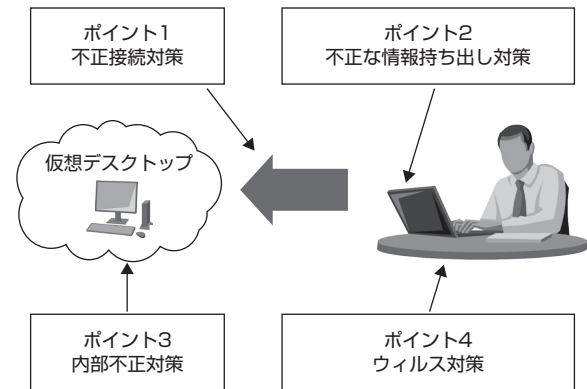 ポイント1
不正接続対策
ポイント2
不正な情報持ち出し対策
仮想デスクトップ
ポイント3
内部不正対策
ポイント4
ウィルス対策